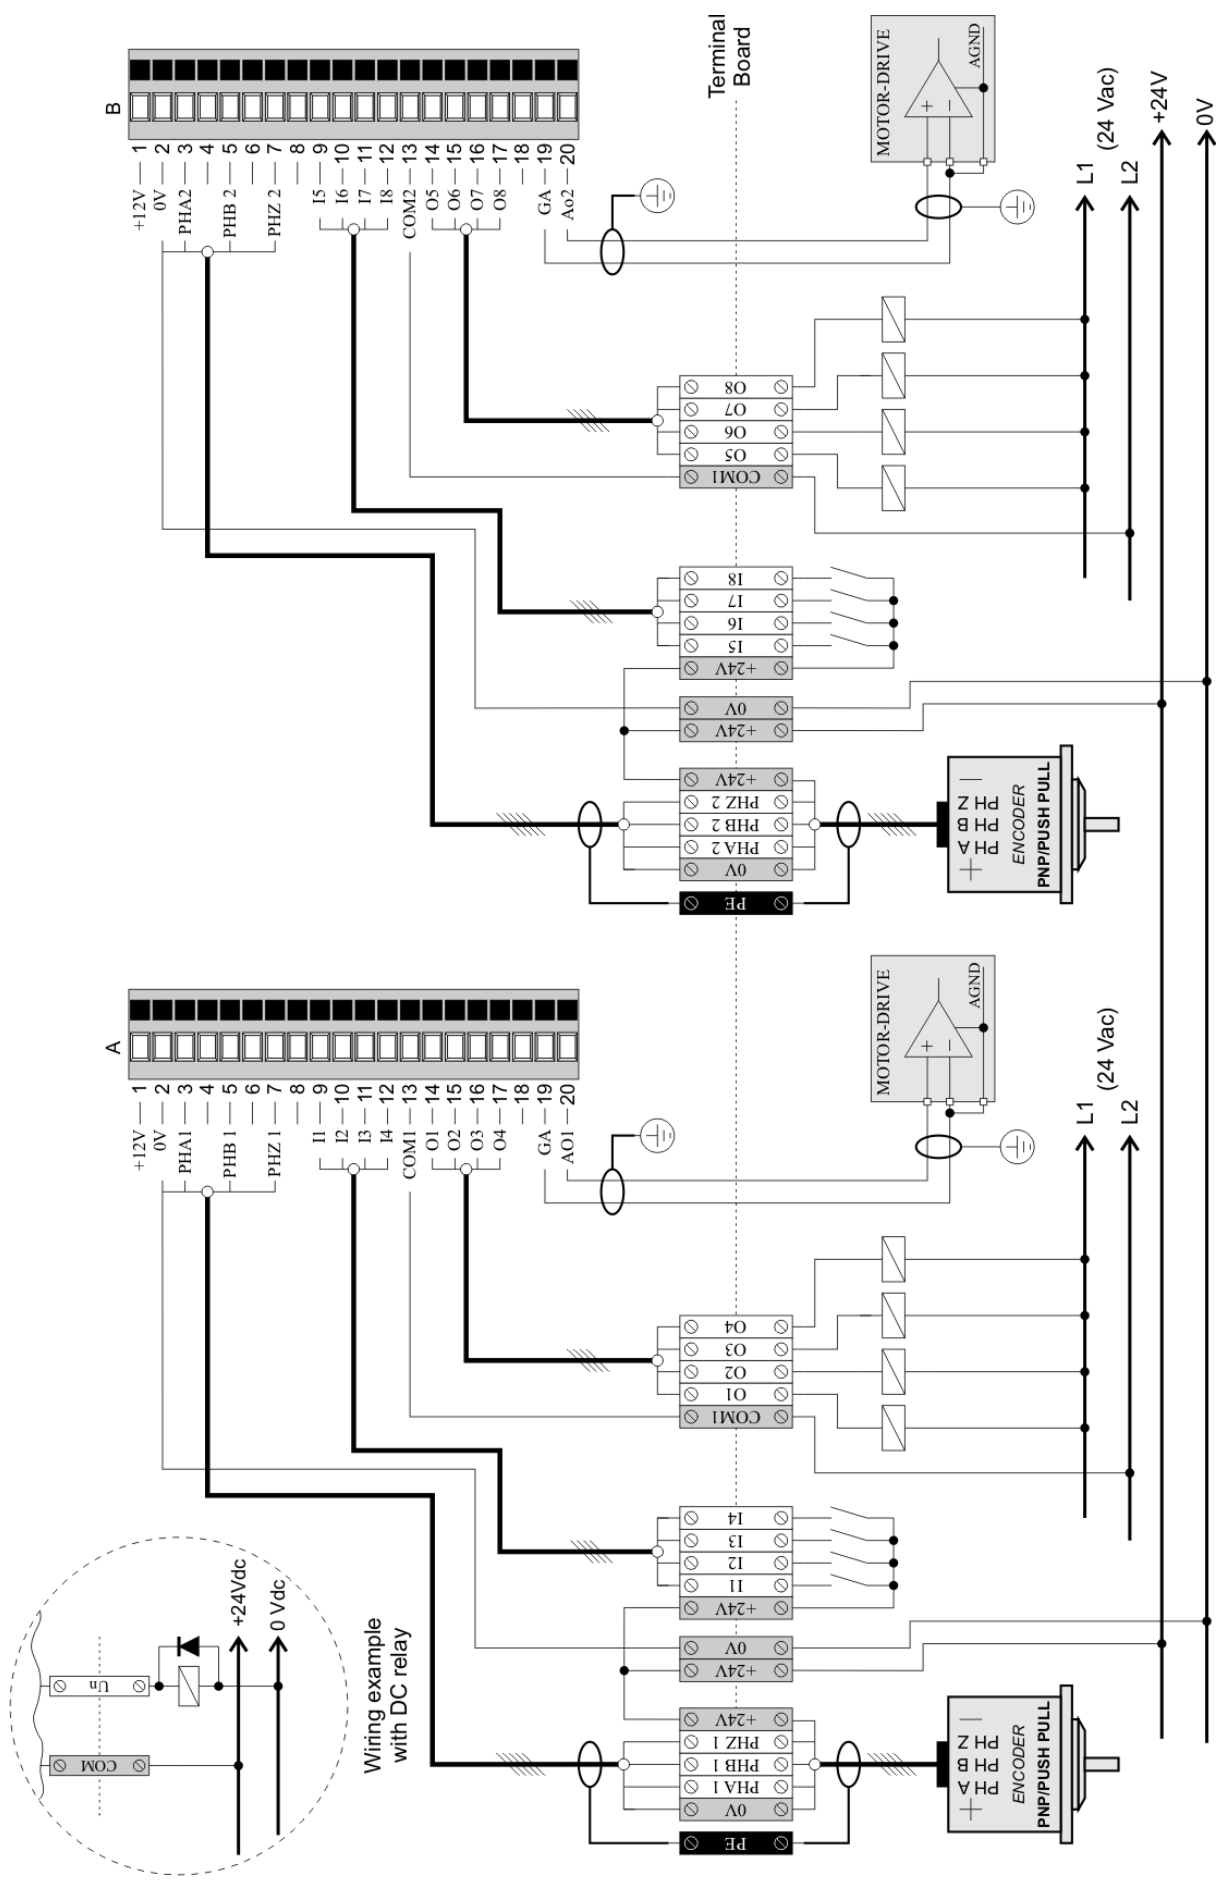 B
+12V 1
0V 2
PHA2 3
4
PHB 2 5
6
PHZ 2 7
8
I5 9
I6 10
I7 11
I8 12
COM2 13
O5 14
O6 15
O7 16
O8 17
18
GA 19
Ao2 20
Terminal
Board
MOTOR-DRIVE
+
−
AGND
O8
O7
O6
O5
COM1
L1
(24 Vac)
L2
+24V
0V
I8
I7
I6
I5
+24V
0V
+24V
+24V
PHZ 2
PHB 2
PHA 2
0V
PE
+ PH A PH B PH Z −
ENCODER
PNP/PUSH PULL
A
+12V 1
0V 2
PHA1 3
4
PHB 1 5
6
PHZ 1 7
8
I1 9
I2 10
I3 11
I4 12
COM1 13
O1 14
O2 15
O3 16
O4 17
18
GA 19
AO1 20
MOTOR-DRIVE
+
−
AGND
O4
O3
O2
O1
COM1
L1
(24 Vac)
L2
I4
I3
I2
I1
+24V
0V
+24V
+24V
PHZ 1
PHB 1
PHA 1
0V
PE
+ PH A PH B PH Z −
ENCODER
PNP/PUSH PULL
Un
COM
+24Vdc
0 Vdc
Wiring example
with DC relay